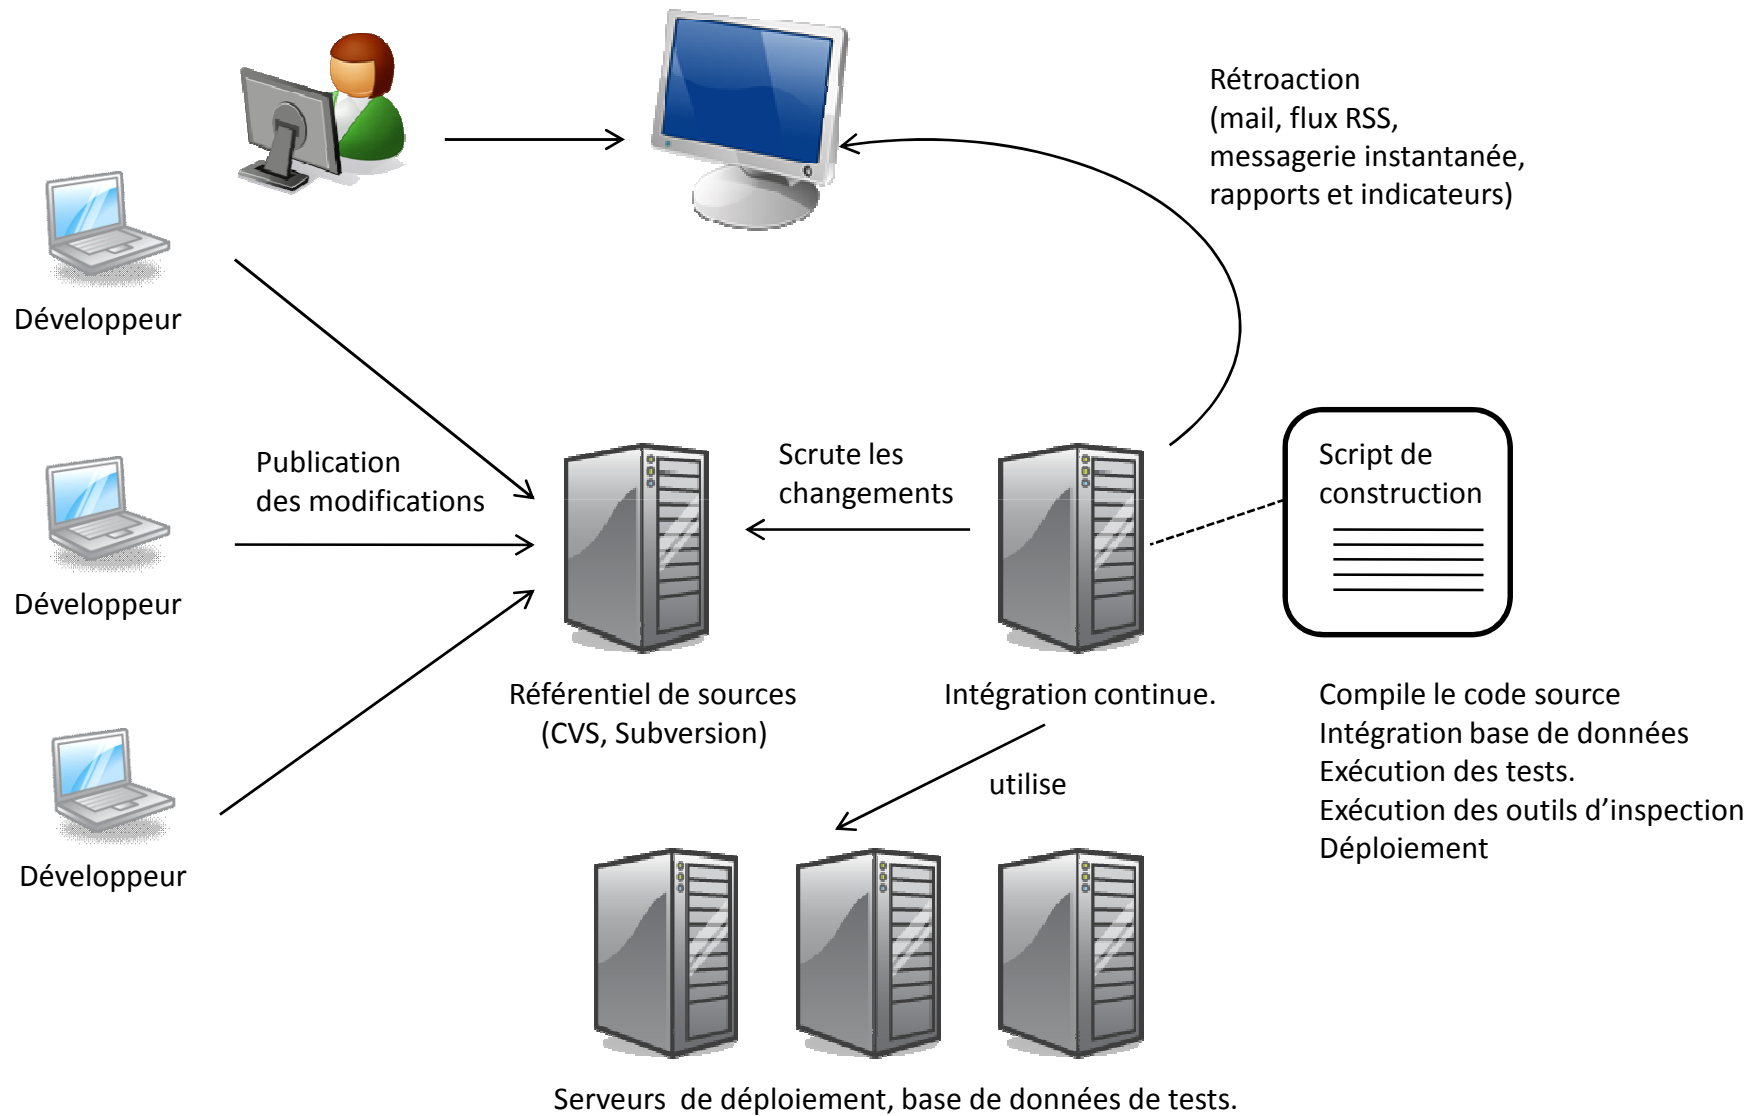 Rétroaction
(mail, flux RSS,
messagerie instantanée,
rapports et indicateurs)
Développeur
Publication
des modifications
Scrute les
changements
Script de
construction
Développeur
Référentiel de sources
(CVS, Subversion)
Intégration continue.
Compile le code source
Intégration base de données
Exécution des tests.
Exécution des outils d’inspection
Déploiement
utilise
Développeur
Serveurs  de déploiement, base de données de tests.